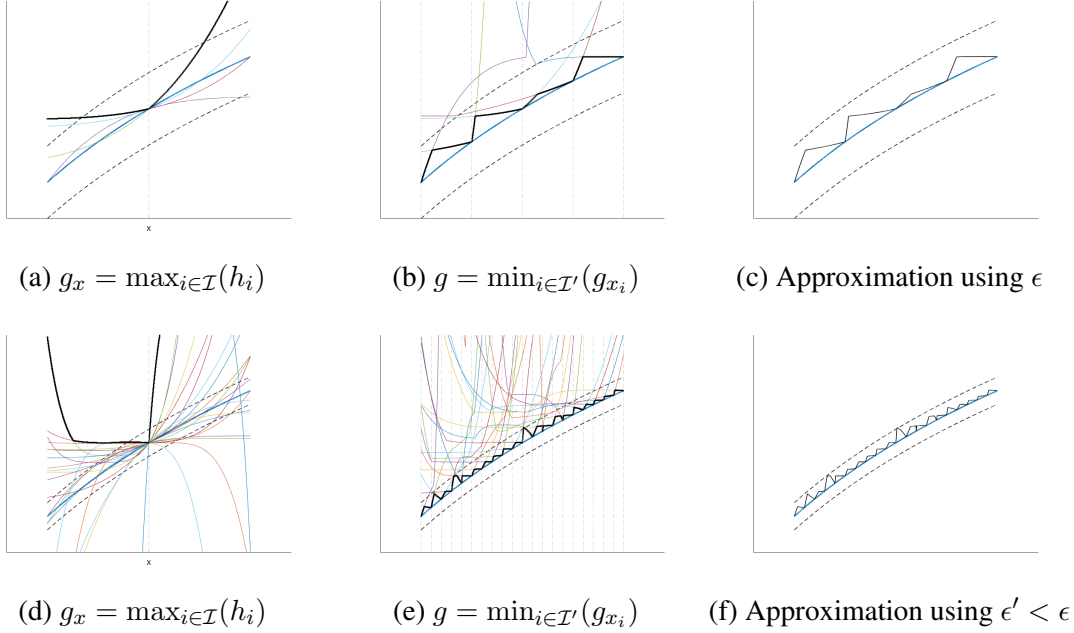 x
(a) $g_x = \max_{i \in \mathcal{I}}(h_i)$
(b) $g = \min_{i \in \mathcal{I}'}(g_{x_i})$
(c) Approximation using $\epsilon$
x
(d) $g_x = \max_{i \in \mathcal{I}}(h_i)$
(e) $g = \min_{i \in \mathcal{I}'}(g_{x_i})$
(f) Approximation using $\epsilon' < \epsilon$